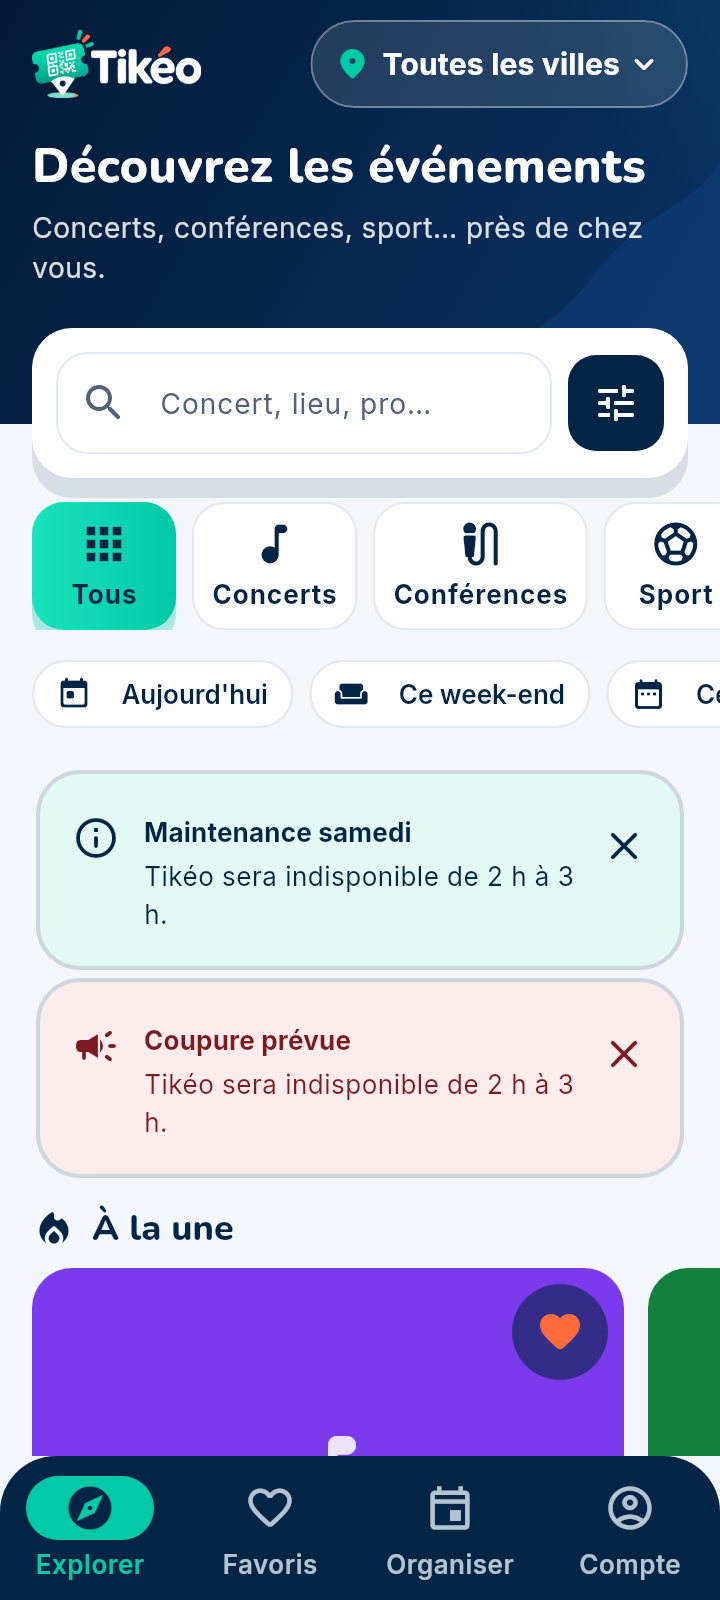 Tikéo
Toutes les villes
Découvrez les événements
Concerts, conférences, sport... près de chez
vous.
Concert, lieu, pro...
Tous
Concerts
Conférences
Sport
Aujourd'hui
Ce week-end
Ce
Maintenance samedi
Tikéo sera indisponible de 2 h à 3
h.
Coupure prévue
Tikéo sera indisponible de 2 h à 3
h.
À la une
Explorer
Favoris
Organiser
Compte